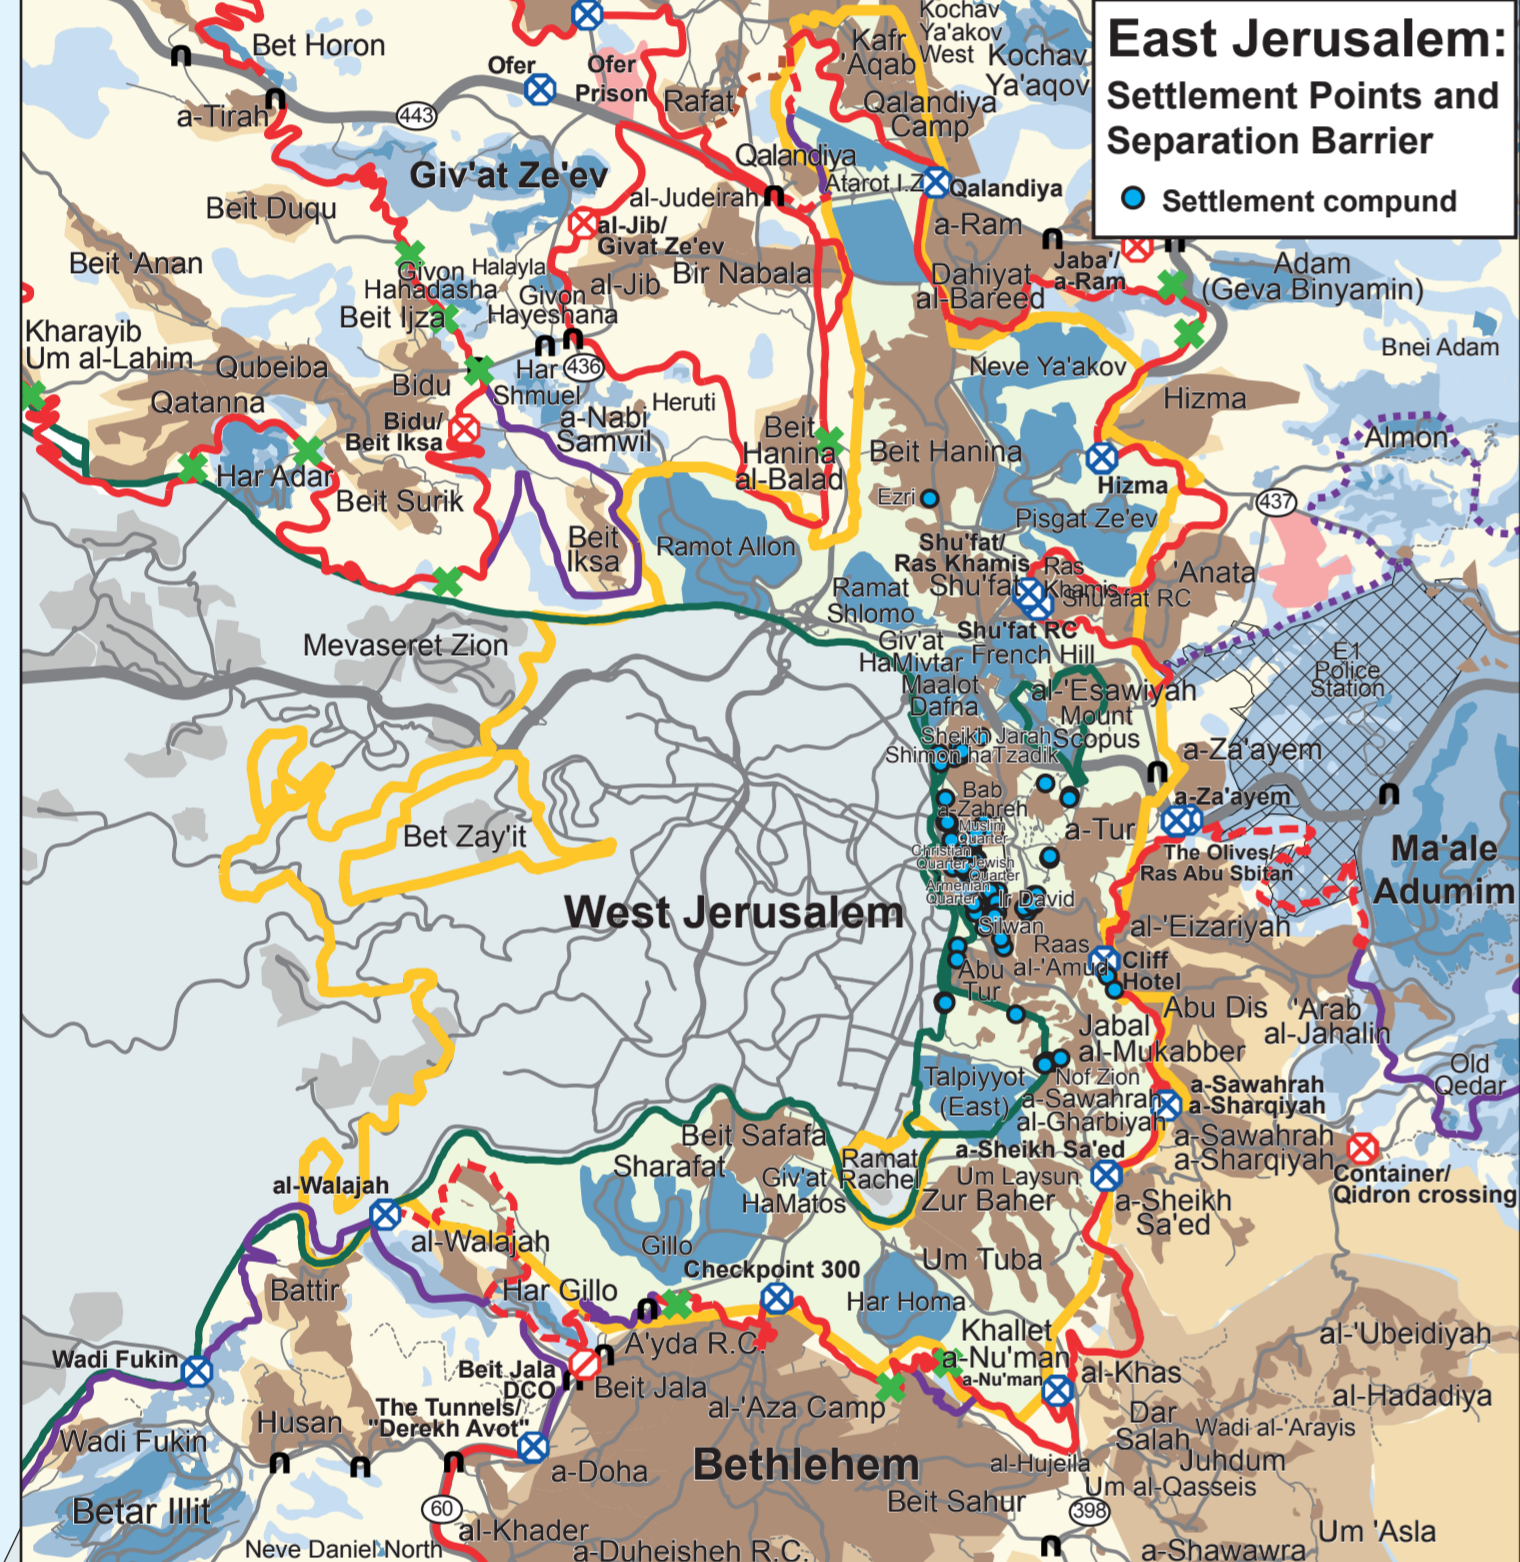 East Jerusalem:
Settlement Points and
Separation Barrier
Settlement compund
Kochav
Ya'akov
West
Kochav
Ya'aqov
Kafr
'Aqab
Qalandiya
Camp
Bet Horon
Ofer
Ofer
Prison
Rafat
a-Tirah
443
Giv'at Ze'ev
Qalandiya
Atarot I.Z
Qalandiya
al-Judeirah
Beit Duqu
al-Jib/
Givat Ze'ev
a-Ram
Jaba'/
a-Ram
Adam
(Geva Binyamin)
Beit 'Anan
Givon
Hahadasha
Halayla
Givon
Hayeshana
al-Jib
Bir Nabala
Dahiyat
al-Bareed
Beit Ijza
Kharayib
Um al-Lahim
Qubeiba
Bidu
Har
Shmuel
436
Neve Ya'akov
Bnei Adam
Qatanna
Bidu/
Beit Iksa
a-Nabi
Samwil
Heruti
Hizma
Beit
Hanina
al-Balad
Beit Hanina
Almon
Har Adar
Beit Surik
Ezri
Hizma
437
Pisgat Ze'ev
Beit
Iksa
Ramot Allon
Shu'fat/
Ras Khamis
Shu'fat
Ras
Khamis
Shu'afat RC
'Anata
Ramat
Shlomo
Mevaseret Zion
Giv'at
HaMivtar
Shu'fat RC
French Hill
E1
Police
Station
Maalot
Dafna
al-'Esawiyah
Mount
Scopus
Sheikh Jarah
Shimon haTzadik
a-Za'ayem
Bab
a-Zahreh
a-Za'ayem
Bet Zay'it
Muslim
Quarter
a-Tur
Christian
Quarter
Jewish
Quarter
The Olives/
Ras Abu Sbitan
Ma'ale
Adumim
Armenian
Quarter
Ir David
West Jerusalem
Silwan
al-'Eizariyah
Raas
al-'Amud
Cliff
Hotel
Abu
Tur
Abu Dis
'Arab
al-Jahalin
Jabal
al-Mukabber
Old
Qedar
Talpiyyot
(East)
Nof Zion
a-Sawahrah
al-Gharbiyah
a-Sawahrah
a-Sharqiyah
Beit Safafa
Sharafat
a-Sheikh Sa'ed
a-Sawahrah
a-Sharqiyah
Ramat
Rachel
Giv'at
HaMatos
Um Laysun
Container/
Qidron crossing
al-Walajah
Zur Baher
a-Sheikh
Sa'ed
al-Walajah
Gillo
Um Tuba
Checkpoint 300
Battir
Har Gillo
Har Homa
Khallet
a-Nu'man
al-'Ubeidiyah
A'yda R.C.
Wadi Fukin
Beit Jala
DCO
Beit Jala
a-Nu'man
al-Khas
al-Hadadiya
al-'Aza Camp
The Tunnels/
"Derekh Avot"
Husan
Dar
Salah
Wadi al-'Arayis
Wadi Fukin
Bethlehem
al-Hujeila
Juhdum
a-Doha
Um al-Qasseis
Betar Illit
60
Beit Sahur
398
al-Khader
Um 'Asla
Neve Daniel North
a-Duheisheh R.C.
a-Shawawra